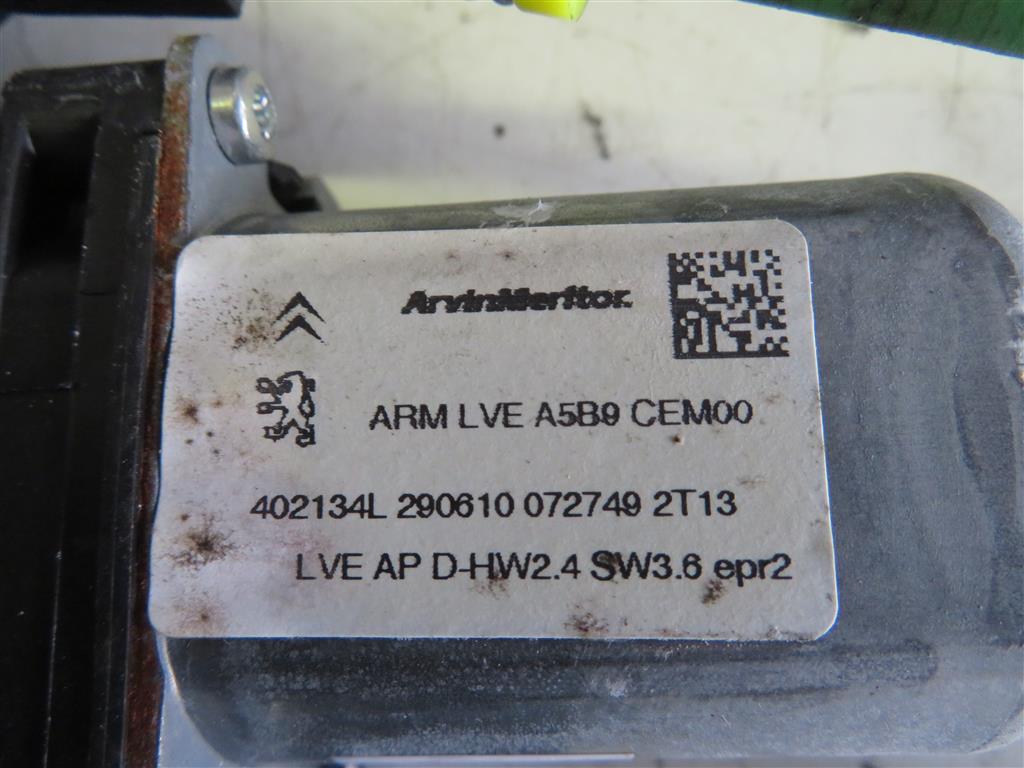 ArvinMeritor.
ARM LVE A5B9 CEM00
402134L 290610 072749 2T13
LVE AP D-HW2.4 SW3.6 epr2